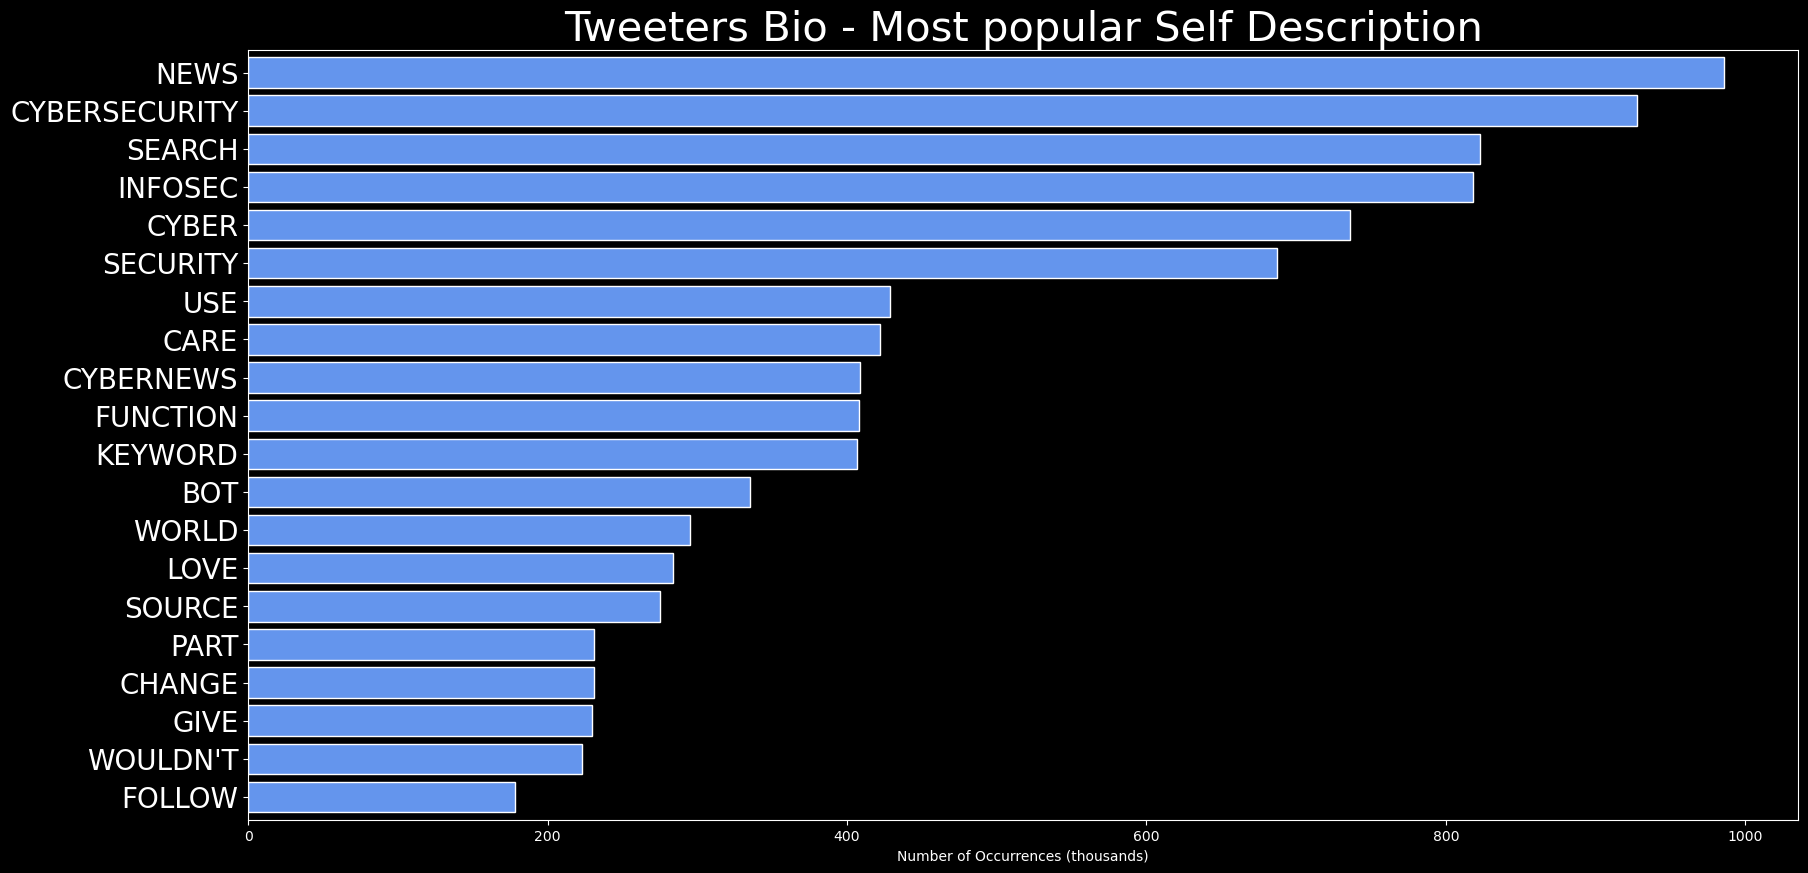 Tweeters Bio - Most popular Self Description
NEWS
CYBERSECURITY
SEARCH
INFOSEC
CYBER
SECURITY
USE
CARE
CYBERNEWS
FUNCTION
KEYWORD
BOT
WORLD
LOVE
SOURCE
PART
CHANGE
GIVE
WOULDN'T
FOLLOW
0 200 400 600 800 1000
Number of Occurrences (thousands)